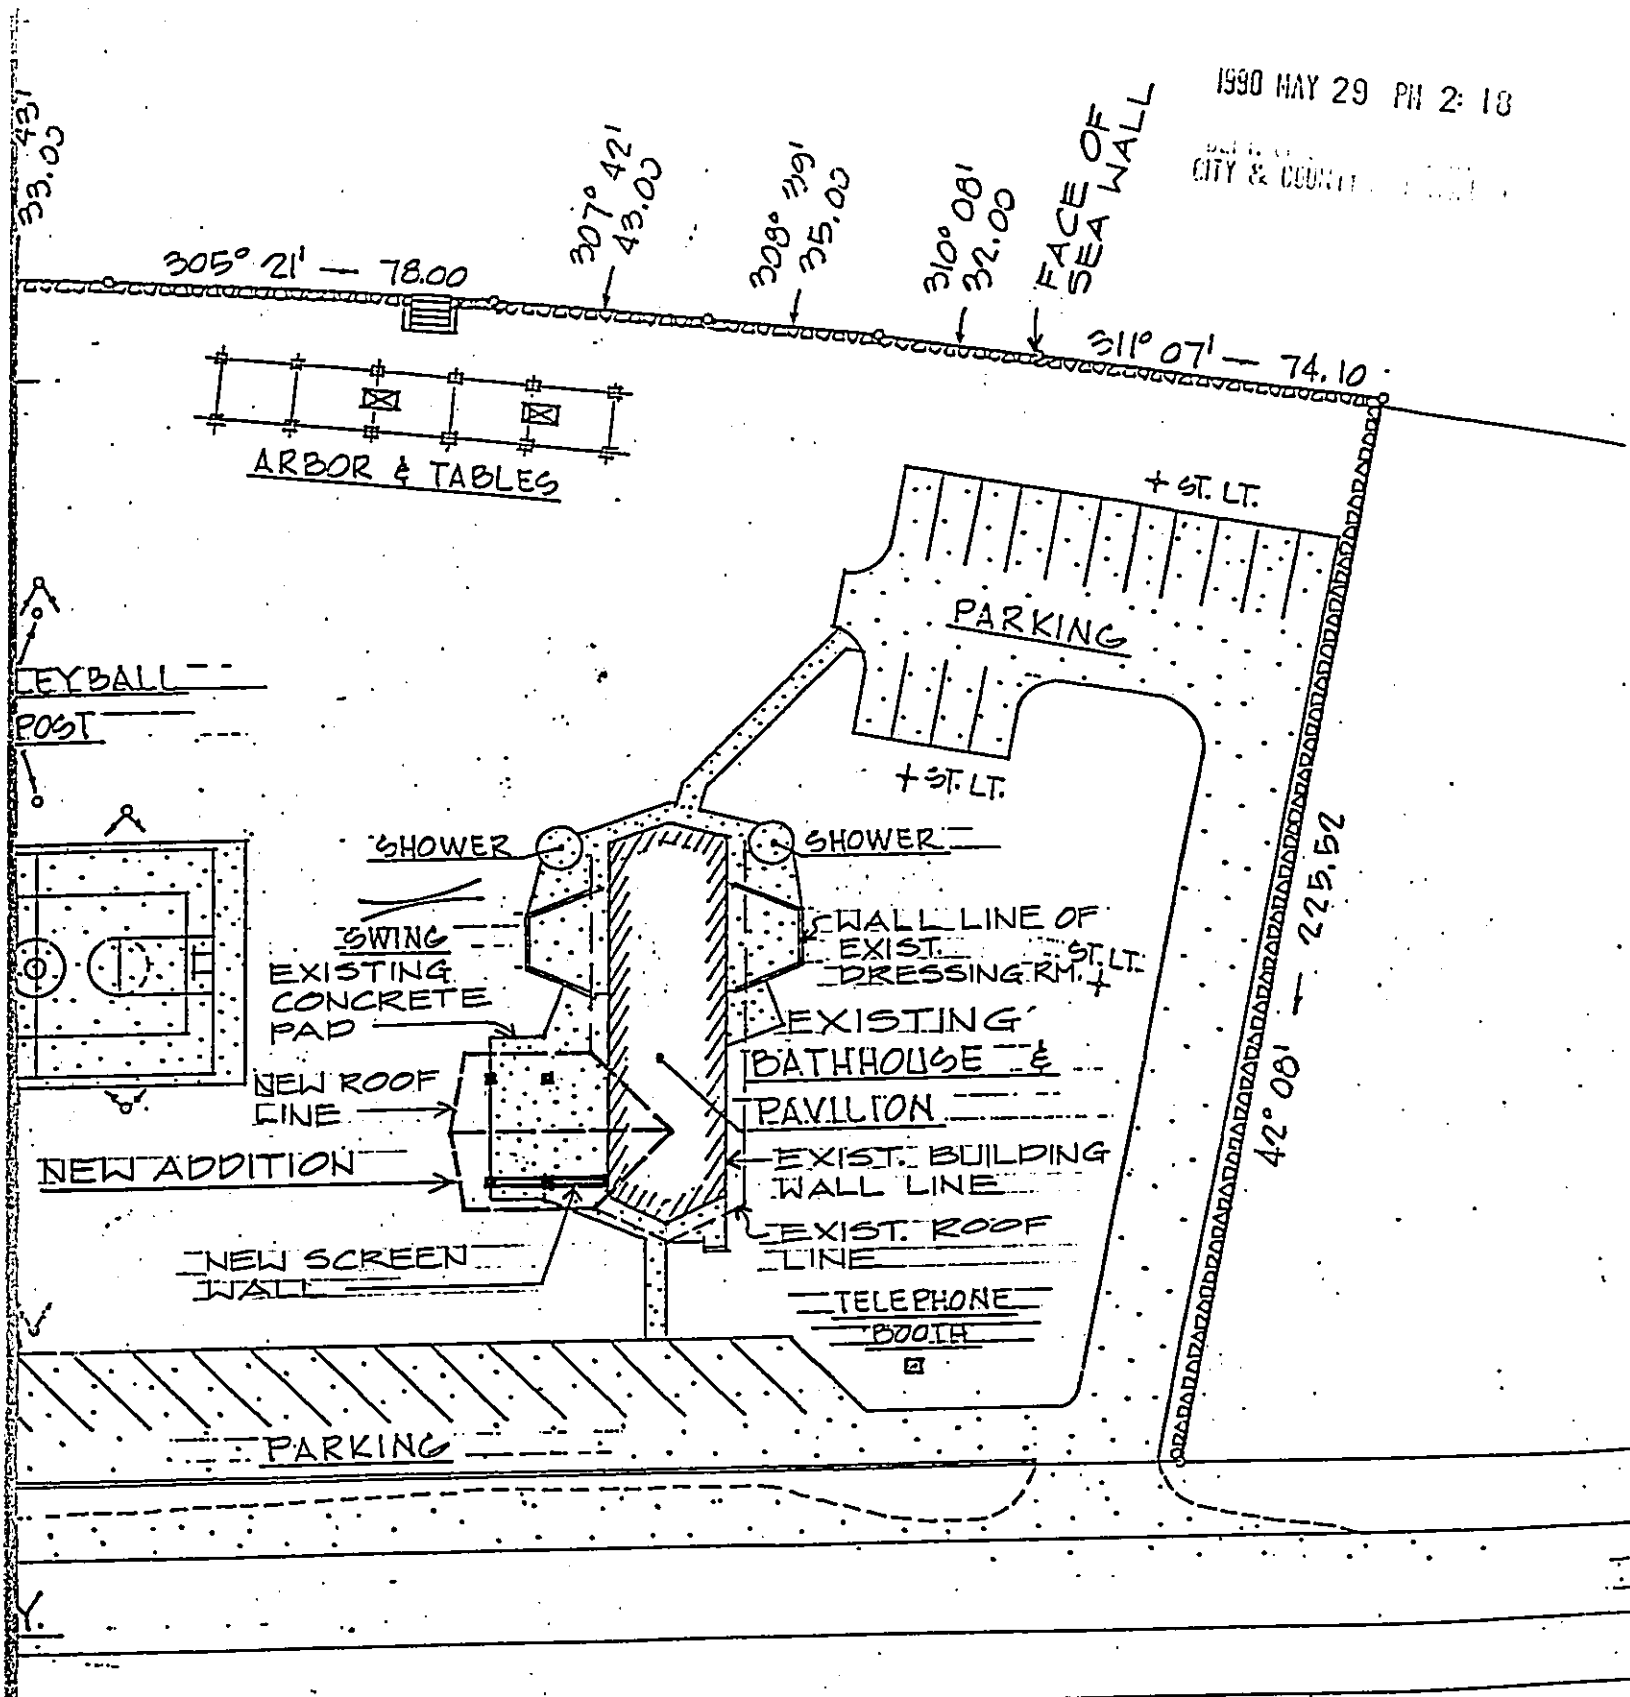 1990 MAY 29 PM 2: 18
CITY & COUNTY
43'
33.00
305° 21' — 78.00
307° 42'
43.00
308° 39'
35.00
310° 08'
32.00
FACE OF
SEA WALL
311° 07' — 74.10
ARBOR & TABLES
+ ST. LT.
PARKING
LEYBALL
POST
+ ST. LT.
SHOWER
SHOWER
SWING
WALL LINE OF
EXIST.
DRESSING RM.
ST. LT.
+
EXISTING
CONCRETE
PAD
EXISTING
BATHHOUSE &
PAVILION
NEW ROOF
LINE
NEW ADDITION
EXIST. BUILDING
WALL LINE
EXIST. ROOF
LINE
NEW SCREEN
WALL
TELEPHONE
BOOTH
42° 08' — 225.52
PARKING
Y.